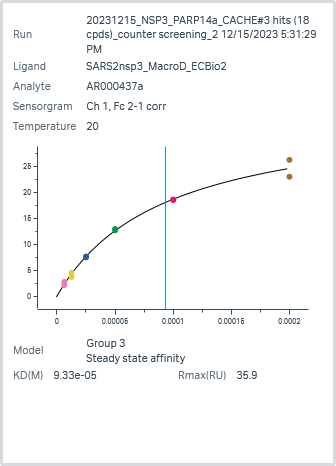 Run 20231215_NSP3_PARP14a_CACHE#3 hits (18
cpds)_counter screening_2 12/15/2023 5:31:29
PM
Ligand SARS2nsp3_MacroD_ECBio2
Analyte AR000437a
Sensorgram Ch 1, Fc 2-1 corr
Temperature 20
25
20
15
10
5
0
0 0.00005 0.0001 0.00015 0.0002
Model Group 3
Steady state affinity
KD(M) 9.33e-05 Rmax(RU) 35.9